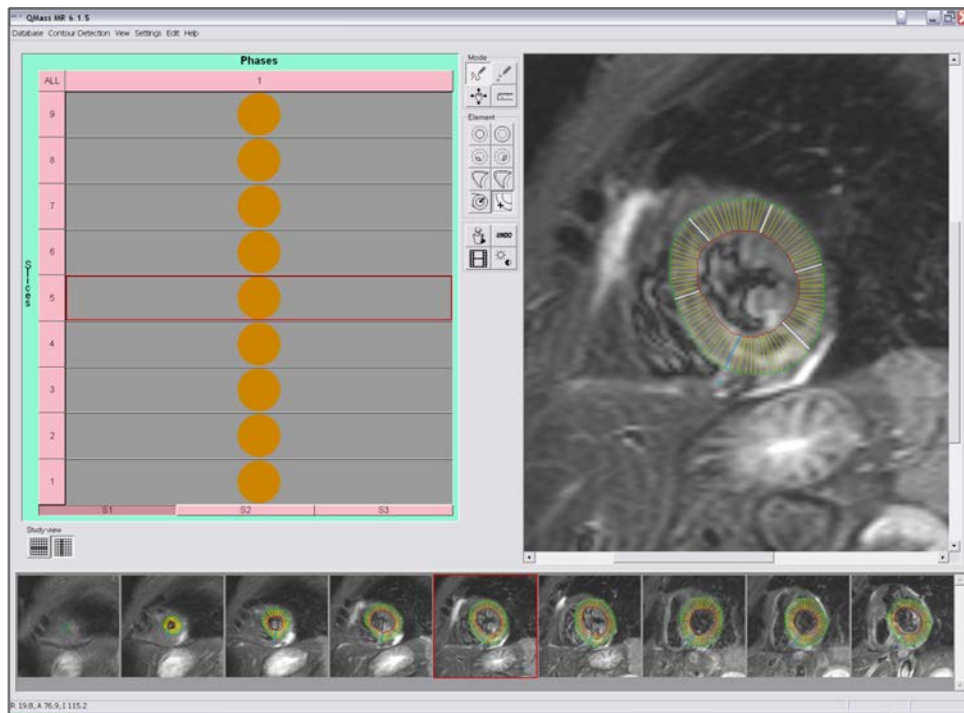 QMass MR 6.1.5
Database Contour Detection View Settings Edit Help
Phases
ALL 1
9
8
7
6
5
4
3
2
1
Slices
S1 S2 S3
Study view
Mode
Element
UNDO
R 19.8, A 76.9, I 115.2